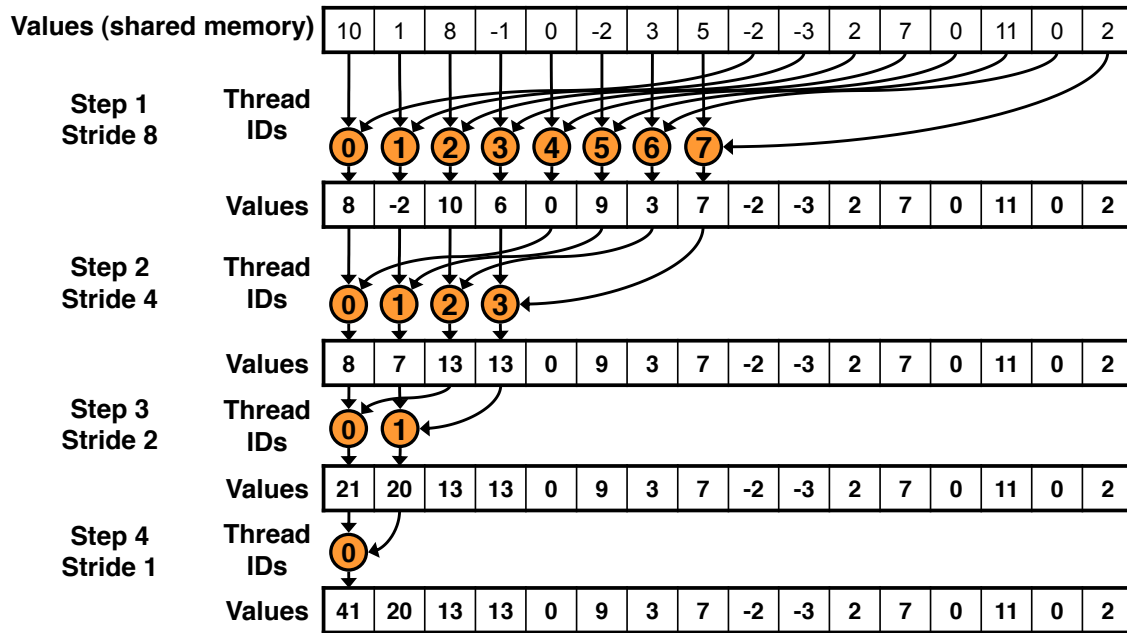 Values (shared memory) 10 1 8 -1 0 -2 3 5 -2 -3 2 7 0 11 0 2
Step 1
Stride 8
Thread
IDs
0 1 2 3 4 5 6 7
Values 8 -2 10 6 0 9 3 7 -2 -3 2 7 0 11 0 2
Step 2
Stride 4
Thread
IDs
0 1 2 3
Values 8 7 13 13 0 9 3 7 -2 -3 2 7 0 11 0 2
Step 3
Stride 2
Thread
IDs
0 1
Values 21 20 13 13 0 9 3 7 -2 -3 2 7 0 11 0 2
Step 4
Stride 1
Thread
IDs
0
Values 41 20 13 13 0 9 3 7 -2 -3 2 7 0 11 0 2